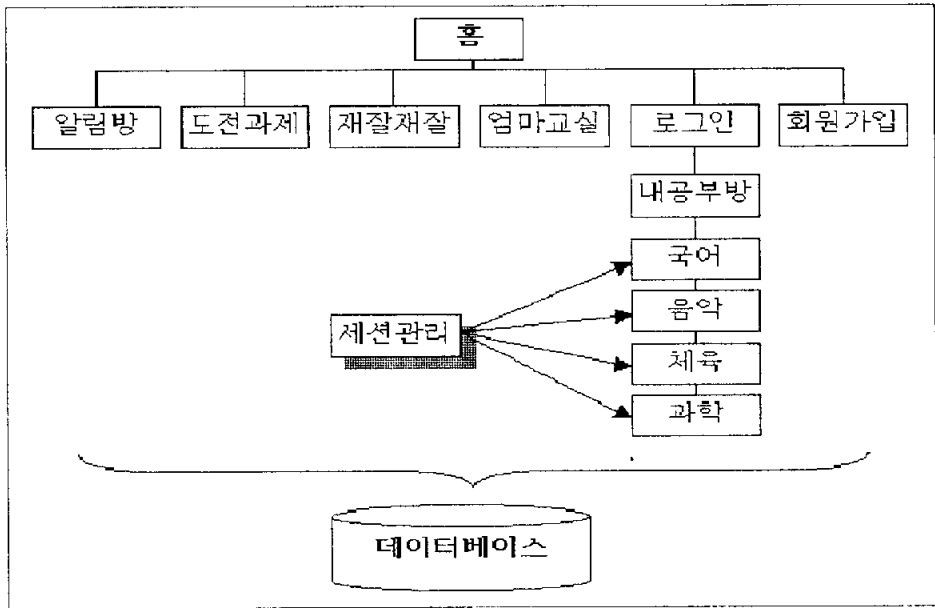 홈
알림방 도전과제 재잘재잘 엄마교실 로그인 회원가입
내공부방
국어
음악
세션관리
체육
과학
데이터베이스